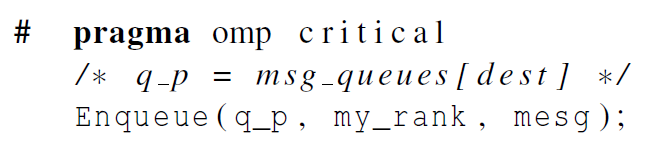 # pragma omp critical
/* q_p = msg_queues[dest] */
Enqueue(q_p, my_rank, mesg);